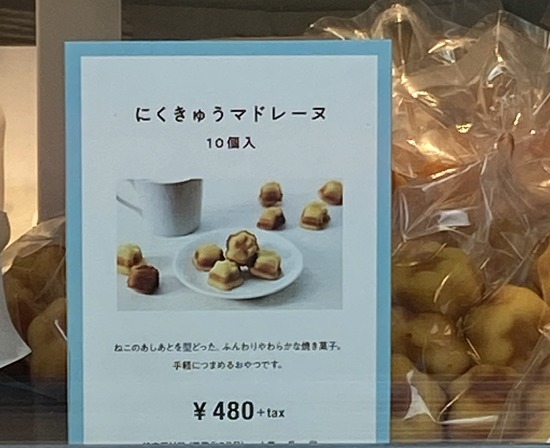 にくきゅうマドレーヌ
10個入
ねこのあしあとを型どった、ふんわりやわらかな焼き菓子。
手軽につまめるおやつです。
¥480+tax